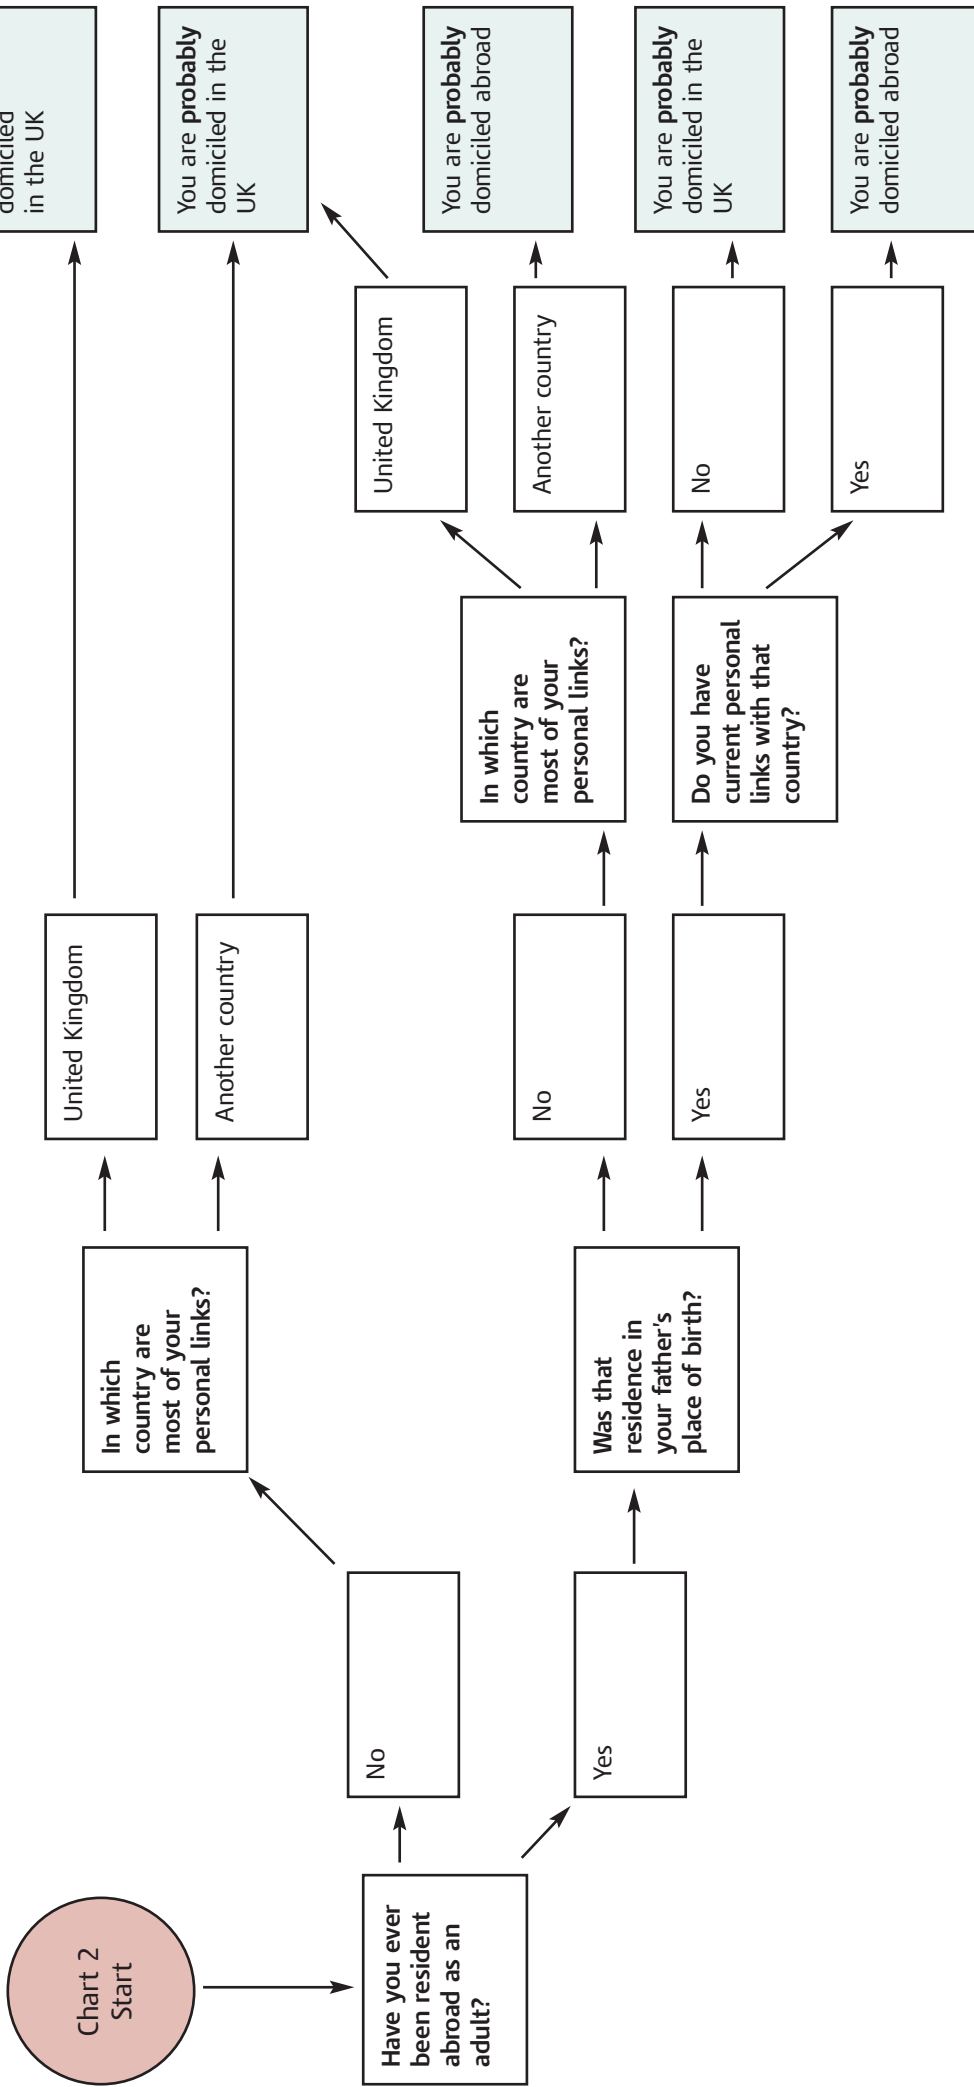 Chart 2
Start
Have you ever
been resident
abroad as an
adult?
No
Yes
In which
country are
most of your
personal links?
Was that
residence in
your father's
place of birth?
United Kingdom
Another country
No
Yes
In which
country are
most of your
personal links?
Do you have
current personal
links with that
country?
United Kingdom
Another country
No
Yes
domiciled
in the UK
You are probably
domiciled in the
UK
You are probably
domiciled abroad
You are probably
domiciled in the
UK
You are probably
domiciled abroad